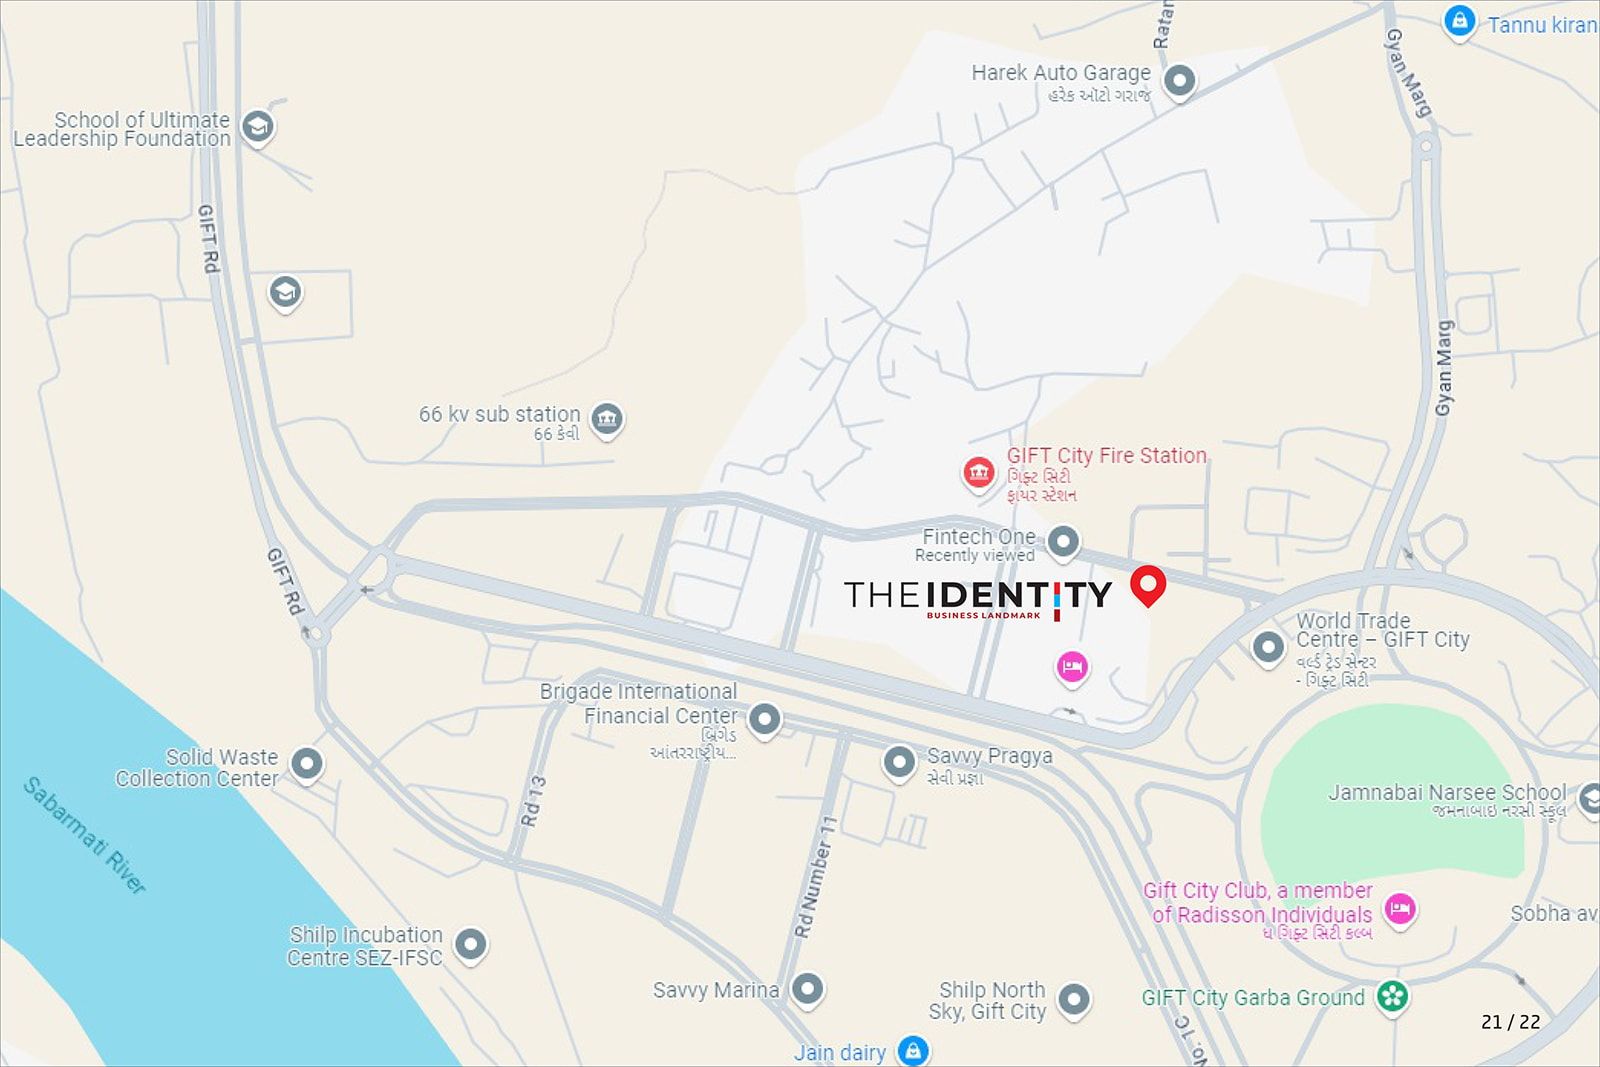 Ratan
Tannu kiran
Gyan Marg
Harek Auto Garage
હરેક ઑટો ગરાજ
School of Ultimate
Leadership Foundation
GIFT Rd
Gyan Marg
66 kv sub station
66 કેવી
GIFT City Fire Station
ગિફ્ટ સિટી
ફાયર સ્ટેશન
Fintech One
Recently viewed
GIFT Rd
THE IDENTITY
BUSINESS LANDMARK
World Trade
Centre – GIFT City
વર્લ્ડ ટ્રેડ સેન્ટર
- ગિફ્ટ સિટી
Brigade International
Financial Center
બ્રિગેડ
આંતરરાષ્ટ્રીય...
Savvy Pragya
સેવી પ્રજ્ઞા
Solid Waste
Collection Center
Rd 13
Sabarmati River
Jamnabai Narsee School
જમનાબાઇ નરસી સ્કૂલ
Rd Number 11
Gift City Club, a member
of Radisson Individuals
ધ ગિફ્ટ સિટી ક્લબ
Sobha av
Shilp Incubation
Centre SEZ-IFSC
Savvy Marina
Shilp North
Sky, Gift City
GIFT City Garba Ground
No. 1C
21 / 22
Jain dairy